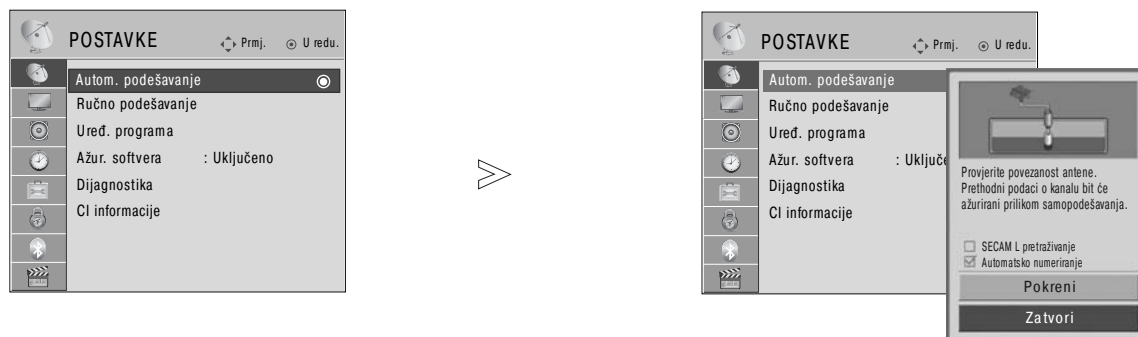 POSTAVKE Prmj. U redu.
Autom. podešavanje
Ručno podešavanje
Uređ. programa
Ažur. softvera : Uključeno
Dijagnostika
CI informacije
POSTAVKE Prmj. U redu.
Autom. podešavanje
Ručno podešavanje
Uređ. programa
Ažur. softvera : Uključe
Dijagnostika
CI informacije
Provjerite povezanost antene.
Prethodni podaci o kanalu bit će
ažurirani prilikom samopodešavanja.
SECAM L pretraživanje
Automatsko numeriranje
Pokreni
Zatvori